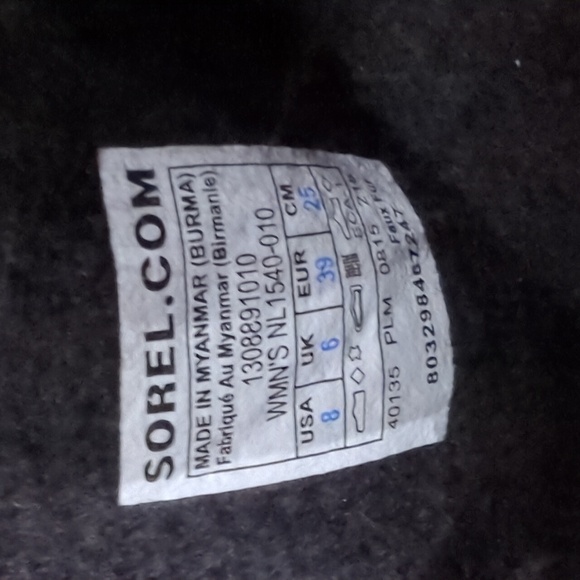 SOREL.COM
MADE IN MYANMAR (BURMA)
Fabriqué Au Myanmar (Birmanie)
1308891010
WMN'S NL1540-010
USA UK EUR CM
8 6 39 25
40135 PLM 0815
Faux Fur